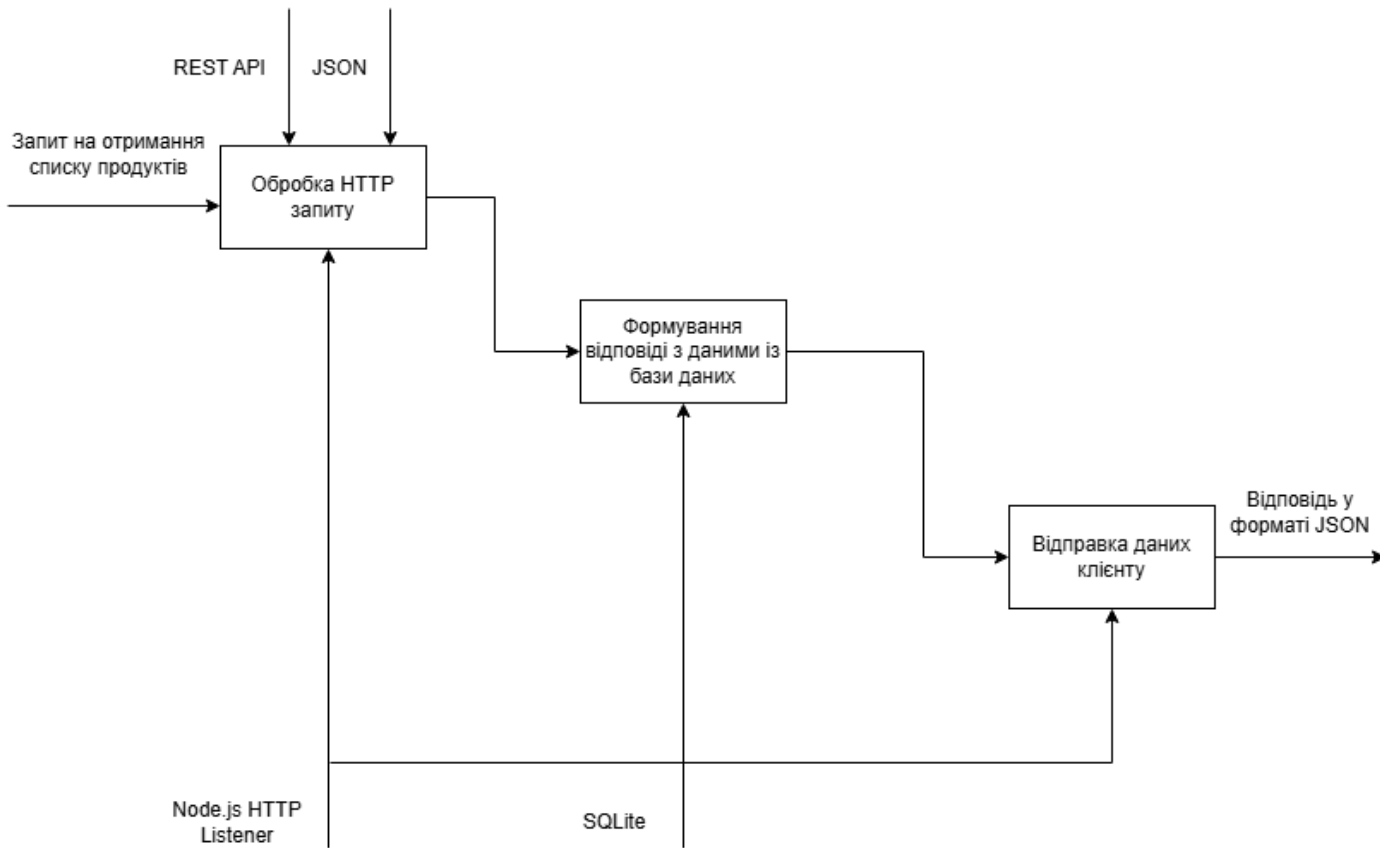 REST API
JSON
Запит на отримання
списку продуктів
Обробка HTTP
запиту
Формування
відповіді з даними із
бази даних
Відповідь у
форматі JSON
Відправка даних
клієнту
Node.js HTTP
Listener
SQLite